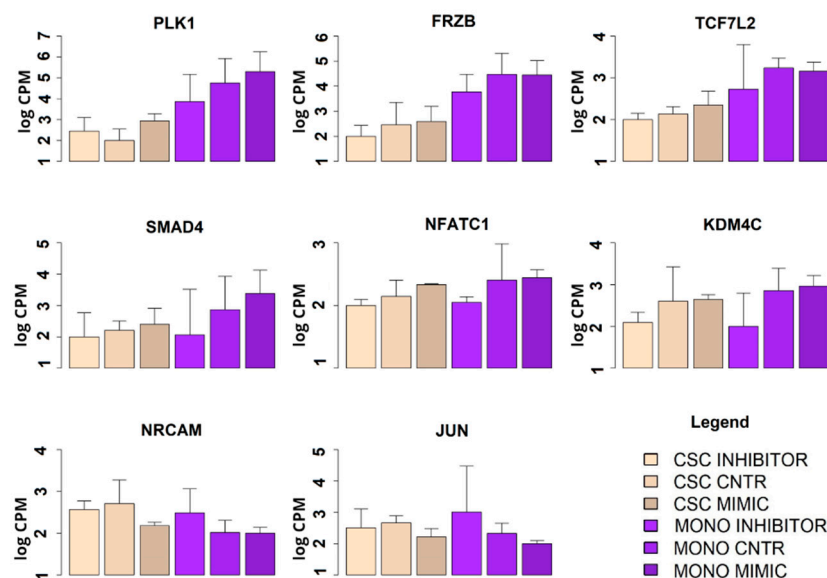 PLK1
log CPM
1 2 3 4 5 6 7
FRZB
log CPM
1 2 3 4 5 6
TCF7L2
log CPM
1 2 3 4
SMAD4
log CPM
1 2 3 4 5
NFATC1
log CPM
1 2 3
KDM4C
log CPM
1 2 3 4
NRCAM
log CPM
1 2 3 4
JUN
log CPM
1 2 3 4 5
Legend
CSC INHIBITOR
CSC CNTR
CSC MIMIC
MONO INHIBITOR
MONO CNTR
MONO MIMIC